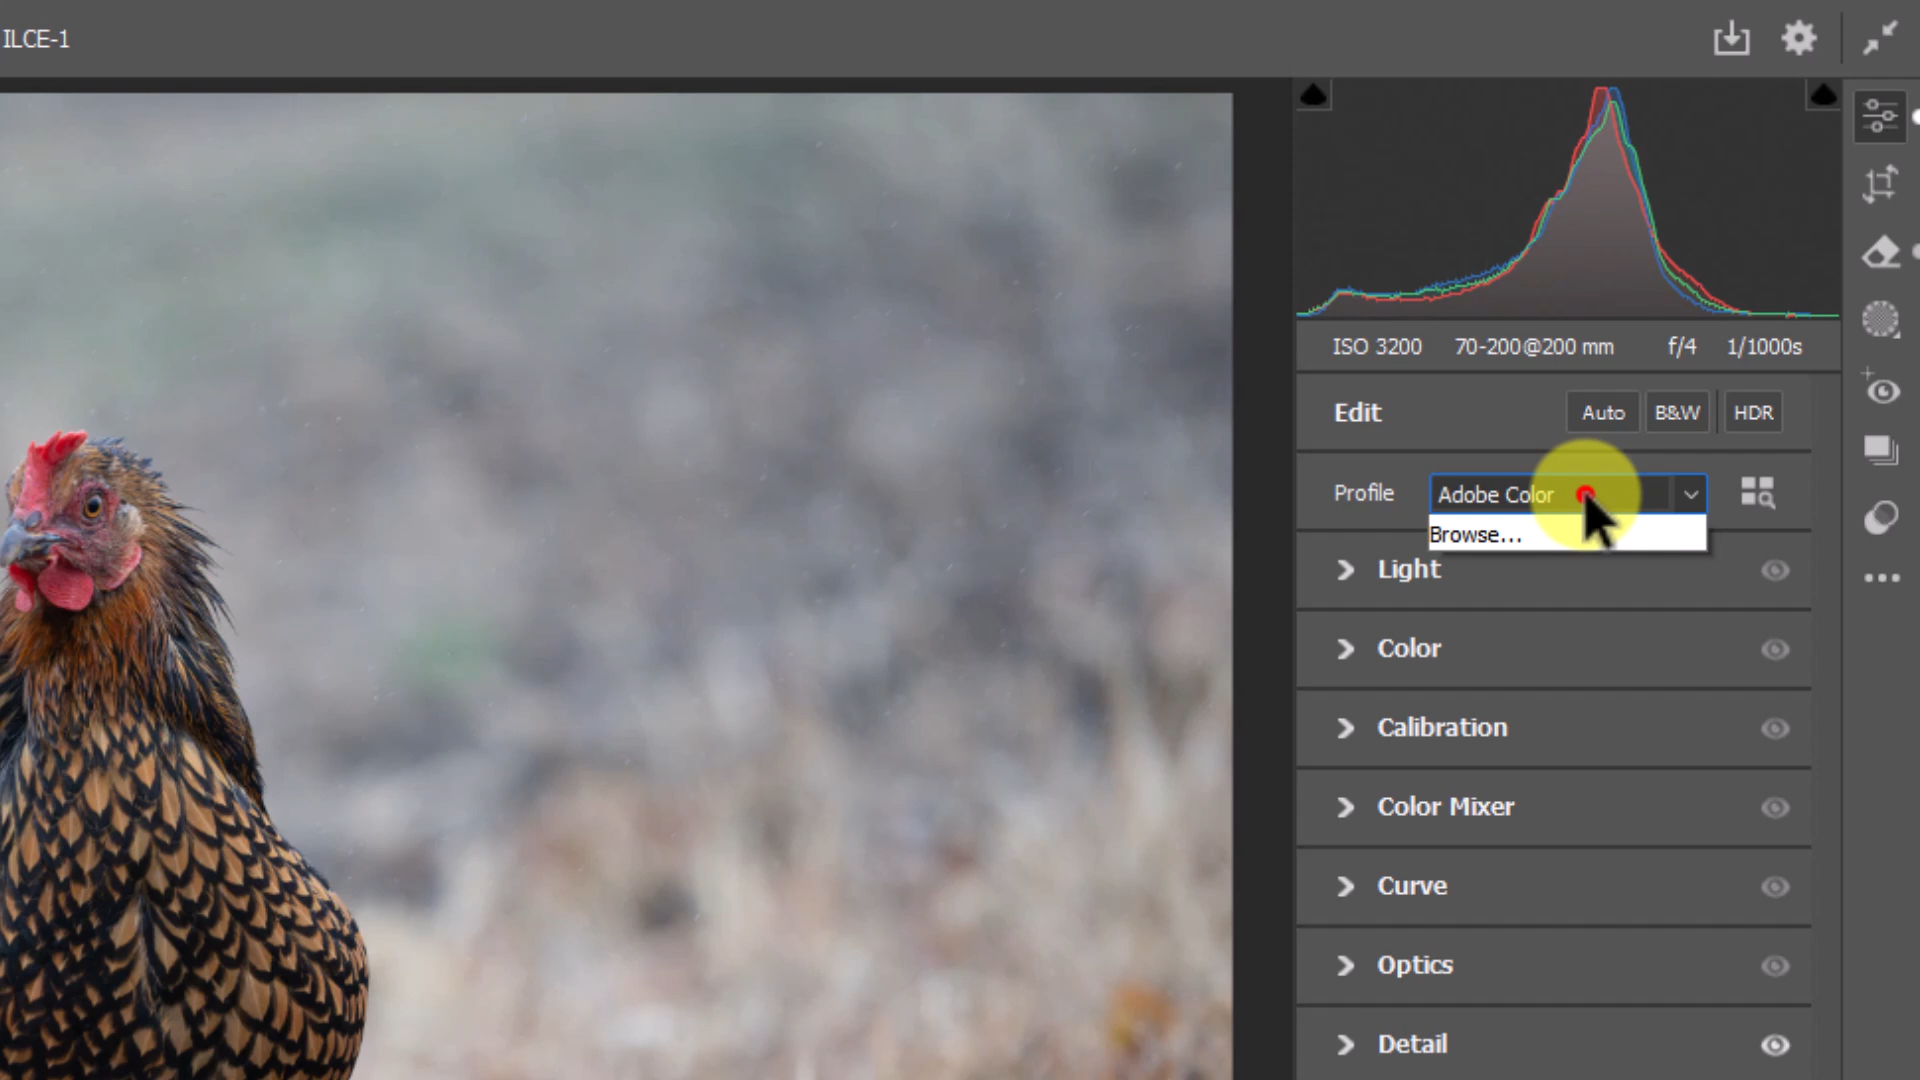 ILCE-1
ISO 3200 70-200@200 mm f/4 1/1000s
Edit Auto B&W HDR
Profile Adobe Color
Browse...
Light
Color
Calibration
Color Mixer
Curve
Optics
Detail